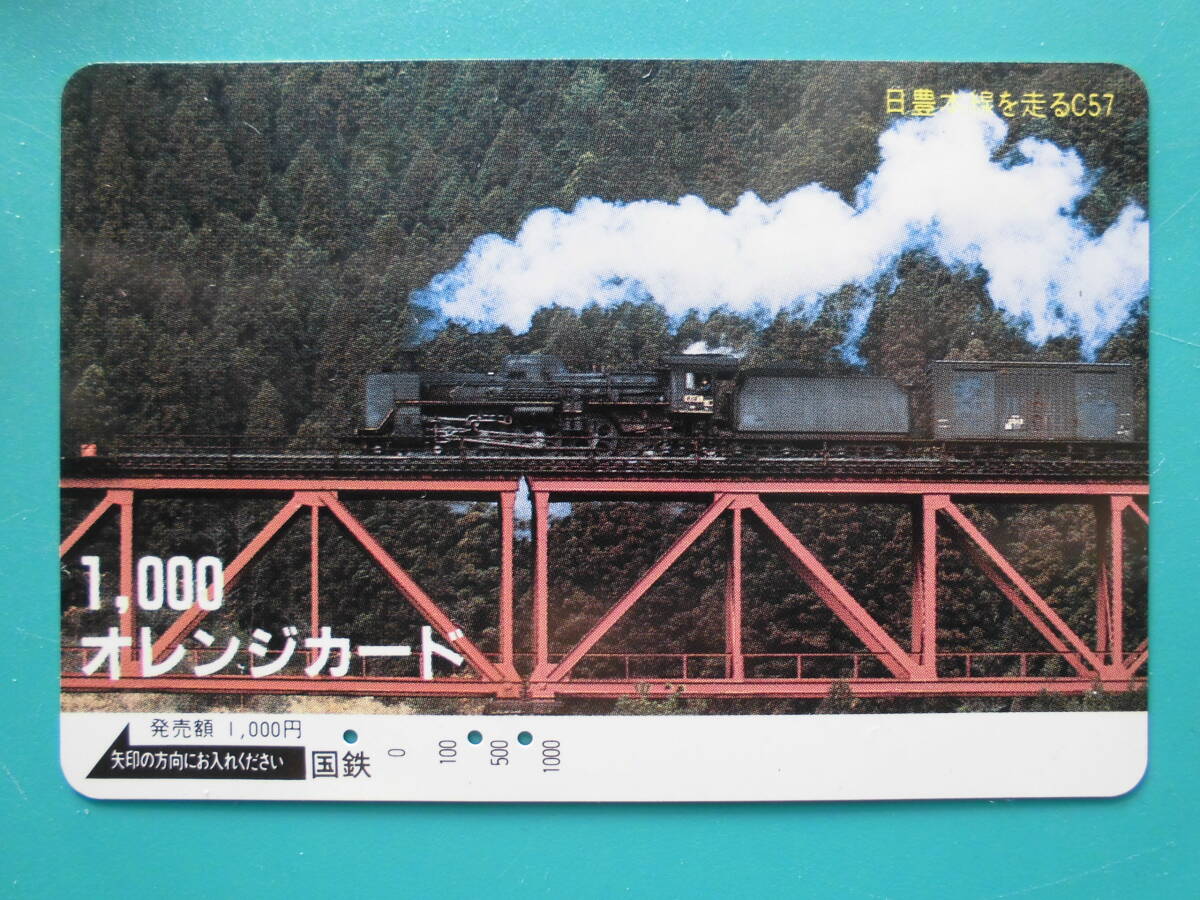 日豊本線を走るC57
1,000
オレンジカード
発売額 1,000円
矢印の方向にお入れください
国鉄
0 100 500 1000